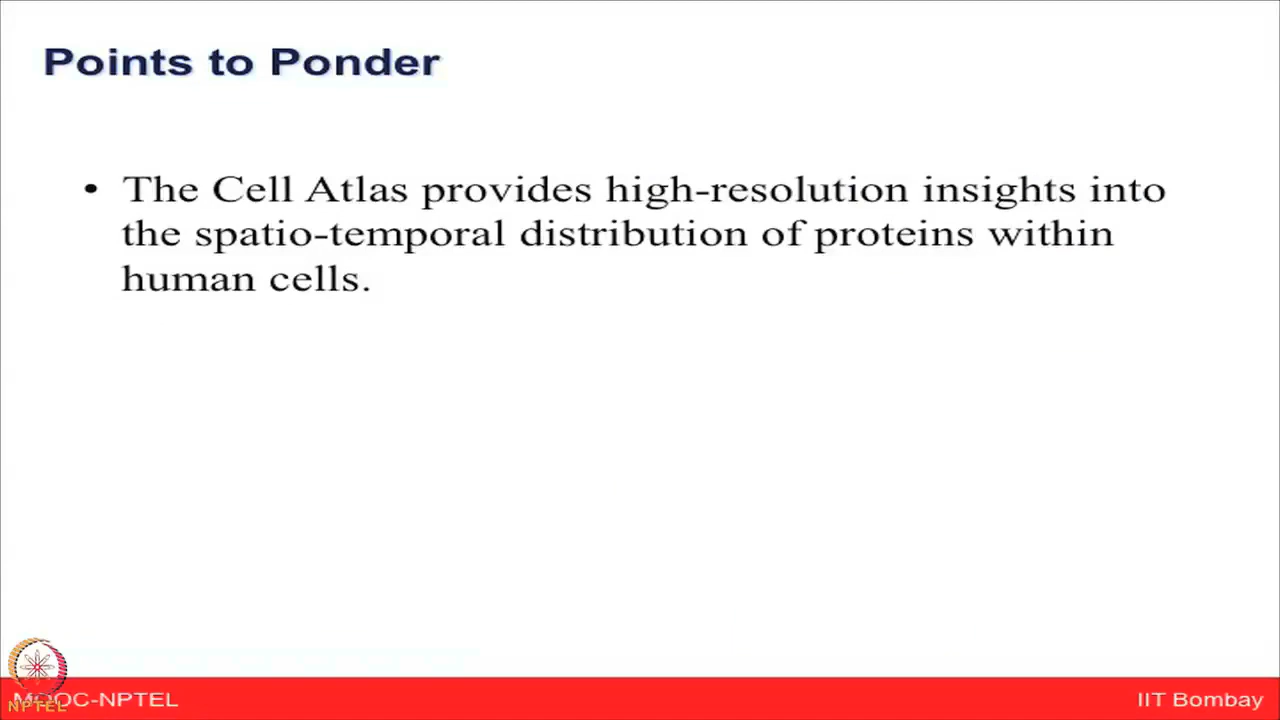 Points to Ponder
• The Cell Atlas provides high-resolution insights into
the spatio-temporal distribution of proteins within
human cells.
NPTEL
MOOC-NPTEL
IIT Bombay